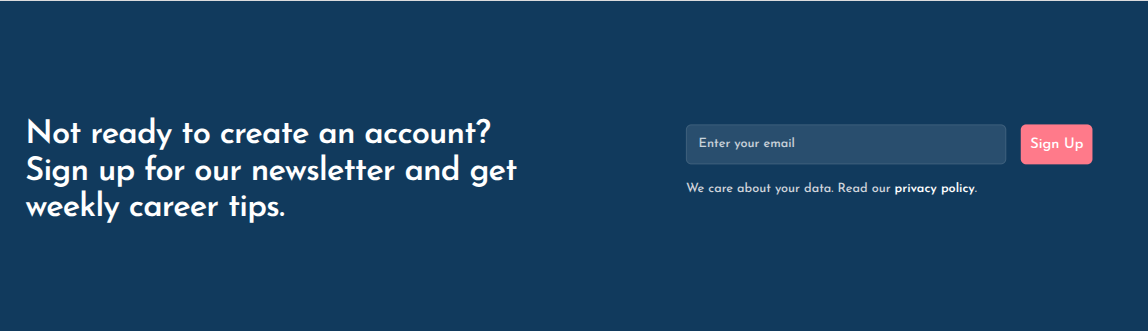 Not ready to create an account?
Sign up for our newsletter and get
weekly career tips.
Enter your email
Sign Up
We care about your data. Read our privacy policy.